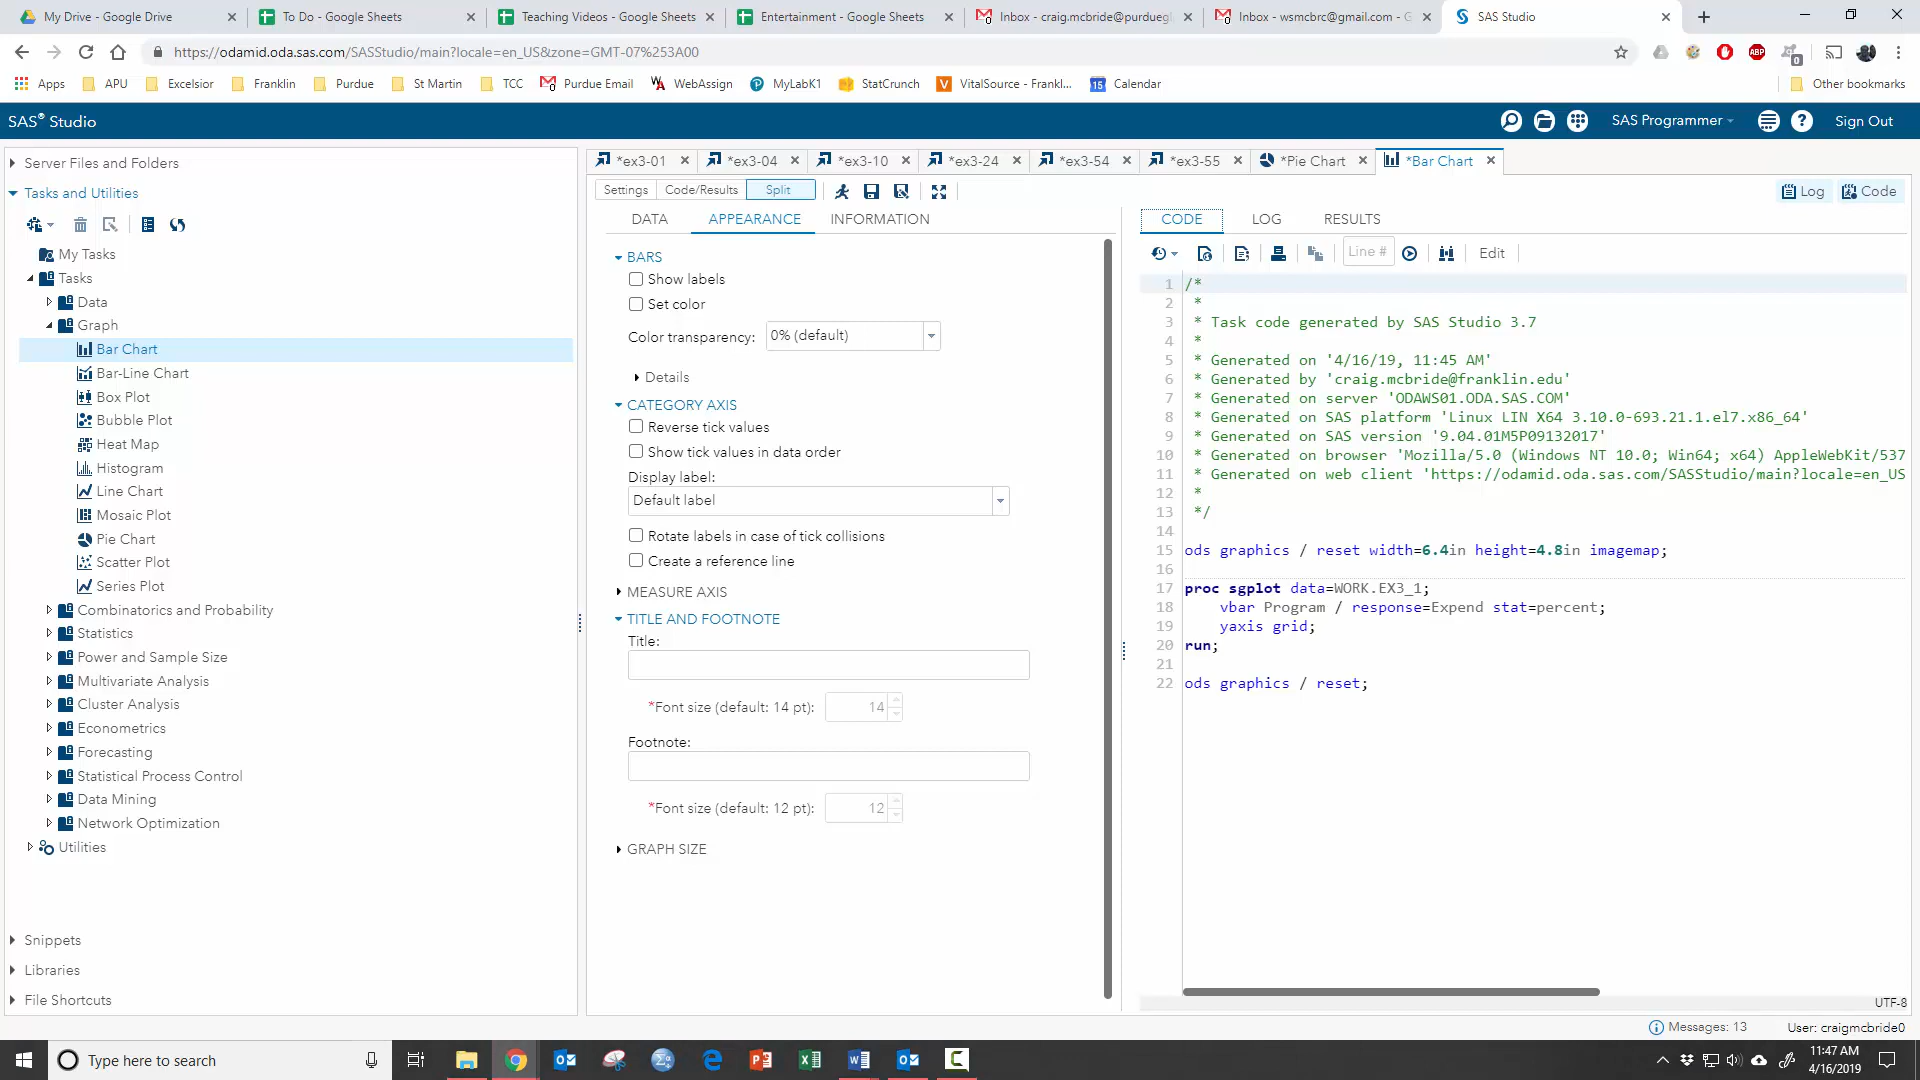 My Drive - Google Drive
To Do - Google Sheets
Teaching Videos - Google Sheets
Entertainment - Google Sheets
Inbox - craig.mcbride@purdueg
Inbox - wsmcbrc@gmail.com - G
SAS Studio
https://odamid.oda.sas.com/SASStudio/main?locale=en_US&zone=GMT-07%253A00
Apps APU Excelsior Franklin Purdue St Martin TCC Purdue Email WebAssign MyLabK1 StatCrunch VitalSource - Frankl... Calendar Other bookmarks
SAS® Studio
SAS Programmer
Sign Out
Server Files and Folders
Tasks and Utilities
My Tasks
Tasks
Data
Graph
Bar Chart
Bar-Line Chart
Box Plot
Bubble Plot
Heat Map
Histogram
Line Chart
Mosaic Plot
Pie Chart
Scatter Plot
Series Plot
Combinatorics and Probability
Statistics
Power and Sample Size
Multivariate Analysis
Cluster Analysis
Econometrics
Forecasting
Statistical Process Control
Data Mining
Network Optimization
Utilities
Snippets
Libraries
File Shortcuts
*ex3-01 *ex3-04 *ex3-10 *ex3-24 *ex3-54 *ex3-55 *Pie Chart *Bar Chart
Settings Code/Results Split
Log Code
DATA APPEARANCE INFORMATION
BARS
Show labels
Set color
Color transparency: 0% (default)
Details
CATEGORY AXIS
Reverse tick values
Show tick values in data order
Display label:
Default label
Rotate labels in case of tick collisions
Create a reference line
MEASURE AXIS
TITLE AND FOOTNOTE
Title:
*Font size (default: 14 pt): 14
Footnote:
*Font size (default: 12 pt): 12
GRAPH SIZE
CODE LOG RESULTS
Line # Edit
1 /*
2 *
3 * Task code generated by SAS Studio 3.7
4 *
5 * Generated on '4/16/19, 11:45 AM'
6 * Generated by 'craig.mcbride@franklin.edu'
7 * Generated on server 'ODAWS01.ODA.SAS.COM'
8 * Generated on SAS platform 'Linux LIN X64 3.10.0-693.21.1.el7.x86_64'
9 * Generated on SAS version '9.04.01M5P09132017'
10 * Generated on browser 'Mozilla/5.0 (Windows NT 10.0; Win64; x64) AppleWebKit/537
11 * Generated on web client 'https://odamid.oda.sas.com/SASStudio/main?locale=en_US
12 *
13 */
14
15 ods graphics / reset width=6.4in height=4.8in imagemap;
16
17 proc sgplot data=WORK.EX3_1;
18 vbar Program / response=Expend stat=percent;
19 yaxis grid;
20 run;
21
22 ods graphics / reset;
UTF-8
Messages: 13
User: craigmcbride0
Type here to search
11:47 AM
4/16/2019